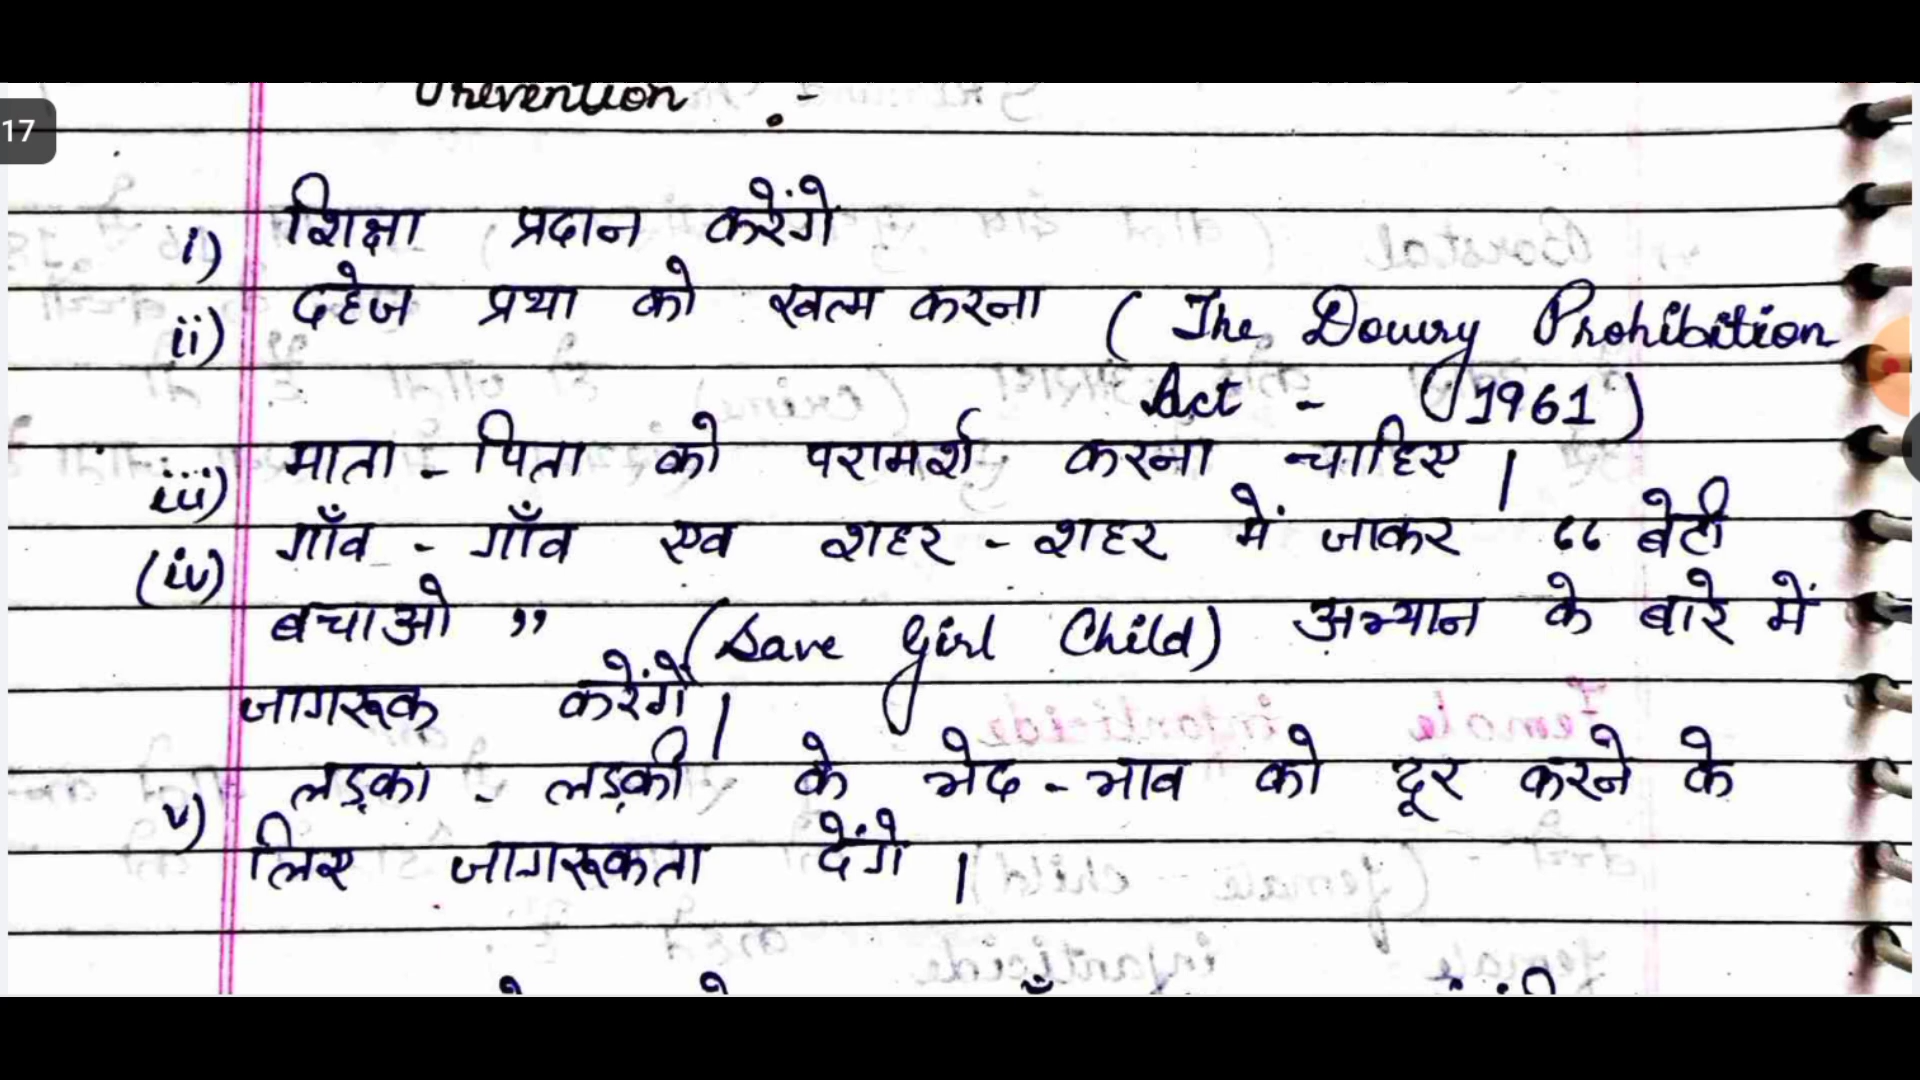 17
Prevention :-
i) शिक्षा प्रदान करेंगे
ii) दहेज प्रथा को खत्म करना ( The Dowry Prohibition
Act - 1961)
iii) माता - पिता को परामर्श करना चाहिए |
(iv) गाँव - गाँव एव शहर - शहर में जाकर " बेटी
बचाओ " (Save Girl Child) अभ्यान के बारे में
जागरूक करेंगें |
v) लड़का - लड़की के भेद - भाव को दूर करने के
लिए जागरूकता देंगे |